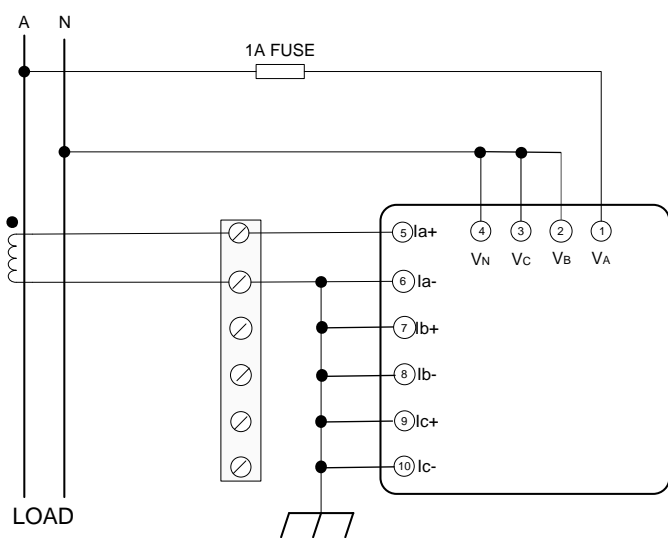 A N
1A FUSE
4 3 2 1
VN VC VB VA
5 Ia+
6 Ia-
7 Ib+
8 Ib-
9 Ic+
10 Ic-
LOAD